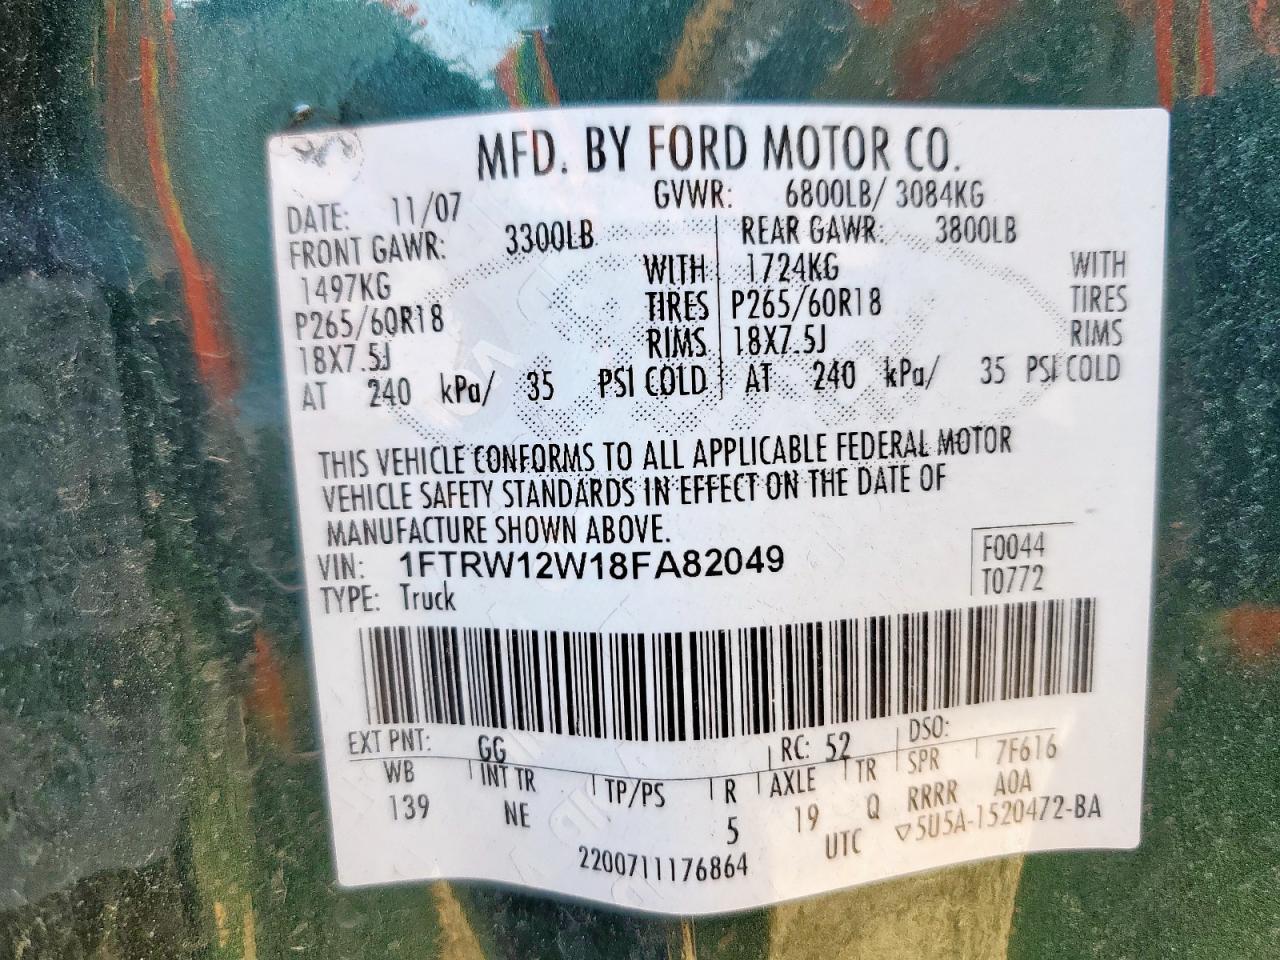 MFD. BY FORD MOTOR CO.
DATE: 11/07 GVWR: 6800LB/ 3084KG
FRONT GAWR: 3300LB REAR GAWR: 3800LB
1497KG WITH 1724KG WITH
P265/60R18 TIRES P265/60R18 TIRES
18X7.5J RIMS 18X7.5J RIMS
AT 240 kPa/ 35 PSI COLD AT 240 kPa/ 35 PSI COLD
THIS VEHICLE CONFORMS TO ALL APPLICABLE FEDERAL MOTOR
VEHICLE SAFETY STANDARDS IN EFFECT ON THE DATE OF
MANUFACTURE SHOWN ABOVE.
VIN: 1FTRW12W18FA82049 F0044
TYPE: Truck T0772
EXT PNT: GG RC: 52 DSO:
WB INT TR TP/PS R AXLE TR SPR 7F616
139 NE 5 19 Q RRRR AOA
UTC ▽5U5A-1520472-BA
2200711176864